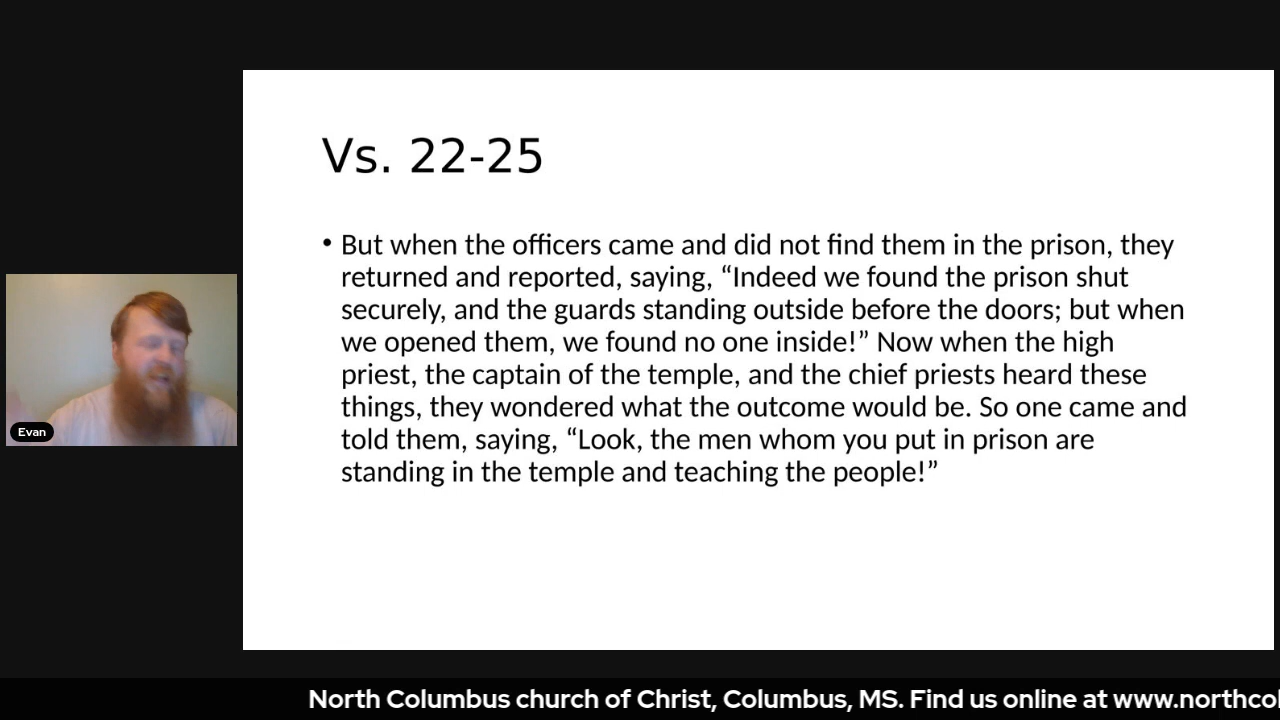 Vs. 22-25
• But when the officers came and did not find them in the prison, they
returned and reported, saying, “Indeed we found the prison shut
securely, and the guards standing outside before the doors; but when
we opened them, we found no one inside!” Now when the high
priest, the captain of the temple, and the chief priests heard these
things, they wondered what the outcome would be. So one came and
told them, saying, “Look, the men whom you put in prison are
standing in the temple and teaching the people!”
Evan
North Columbus church of Christ, Columbus, MS. Find us online at www.northcol